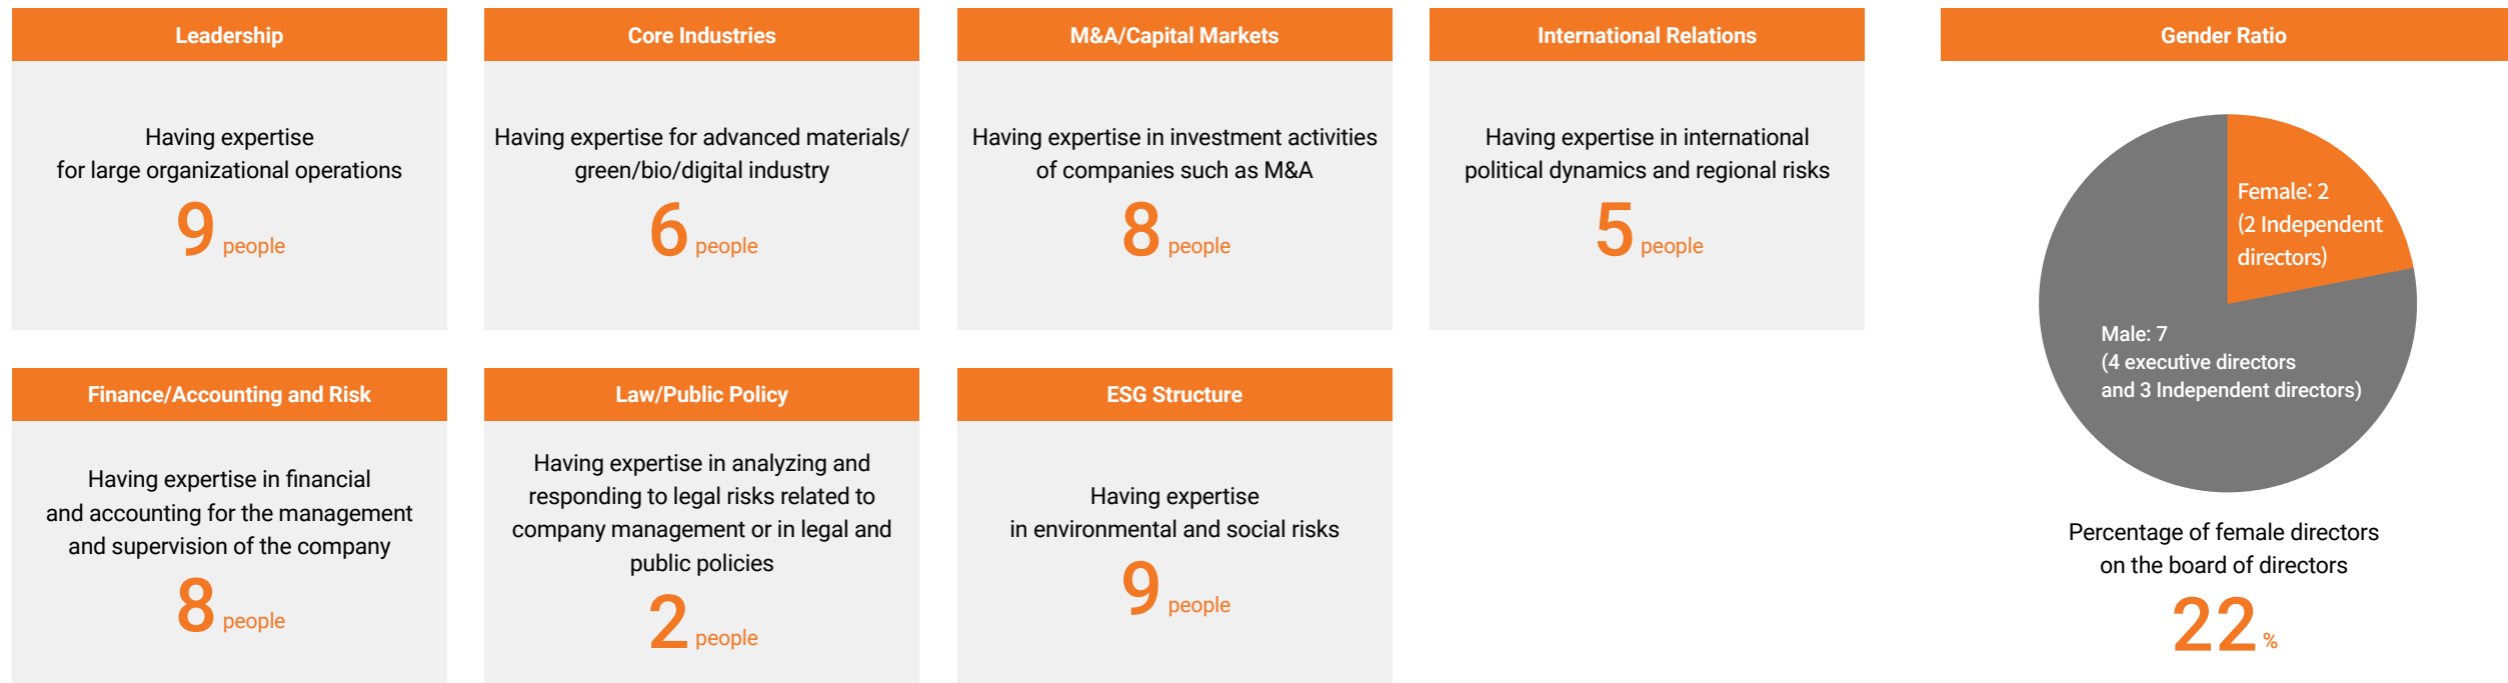 Leadership
Having expertise
for large organizational operations
9 people
Core Industries
Having expertise for advanced materials/
green/bio/digital industry
6 people
M&A/Capital Markets
Having expertise in investment activities
of companies such as M&A
8 people
International Relations
Having expertise in international
political dynamics and regional risks
5 people
Finance/Accounting and Risk
Having expertise in financial
and accounting for the management
and supervision of the company
8 people
Law/Public Policy
Having expertise in analyzing and
responding to legal risks related to
company management or in legal and
public policies
2 people
ESG Structure
Having expertise
in environmental and social risks
9 people
Gender Ratio
Female: 2
(2 Independent
directors)
Male: 7
(4 executive directors
and 3 Independent directors)
Percentage of female directors
on the board of directors
22 %